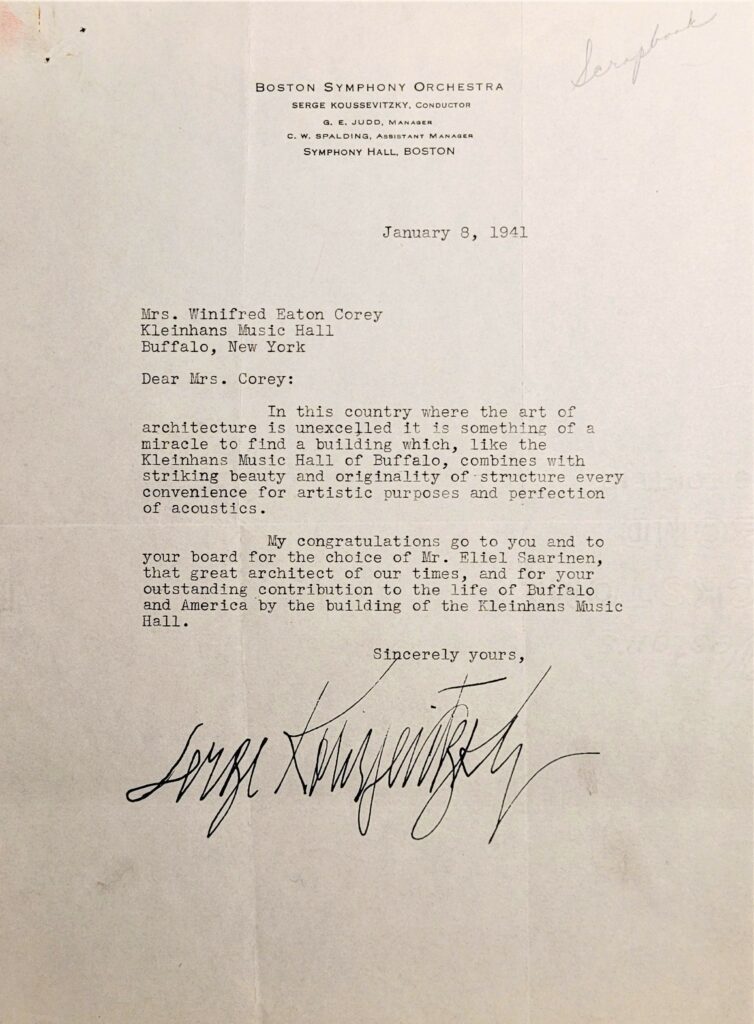 Scrapbook
BOSTON SYMPHONY ORCHESTRA
SERGE KOUSSEVITZKY, CONDUCTOR
G. E. JUDD, MANAGER
C. W. SPALDING, ASSISTANT MANAGER
SYMPHONY HALL, BOSTON
January 8, 1941
Mrs. Winifred Eaton Corey
Kleinhans Music Hall
Buffalo, New York
Dear Mrs. Corey:
In this country where the art of
architecture is unexcelled it is something of a
miracle to find a building which, like the
Kleinhans Music Hall of Buffalo, combines with
striking beauty and originality of structure every
convenience for artistic purposes and perfection
of acoustics.
My congratulations go to you and to
your board for the choice of Mr. Eliel Saarinen,
that great architect of our times, and for your
outstanding contribution to the life of Buffalo
and America by the building of the Kleinhans Music
Hall.
Sincerely yours,
Serge Koussevitzky